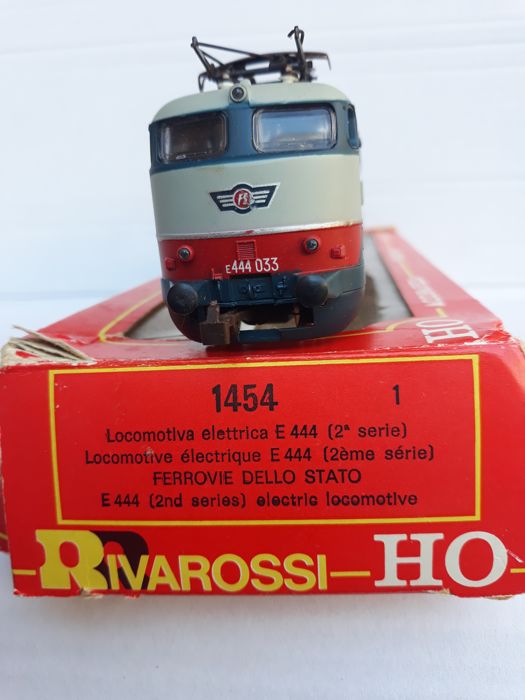 FS
E444 033
HO
1454 1
Locomotiva elettrica E 444 (2ª serie)
Locomotive électrique E 444 (2ème série)
FERROVIE DELLO STATO
E 444 (2nd series) electric locomotive
RIVAROSSI HO